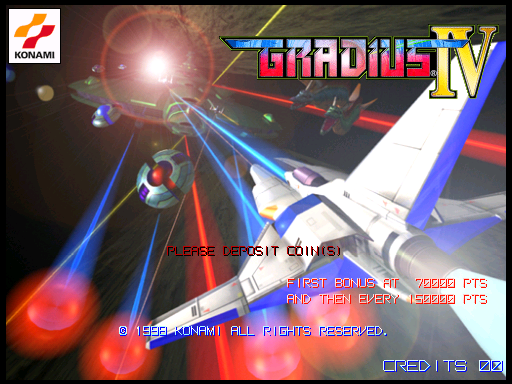 KONAMI
GRADIUS IV
PLEASE DEPOSIT COIN(S)
FIRST BONUS AT 70000 PTS
AND THEN EVERY 150000 PTS
© 1998 KONAMI ALL RIGHTS RESERVED.
CREDITS 00